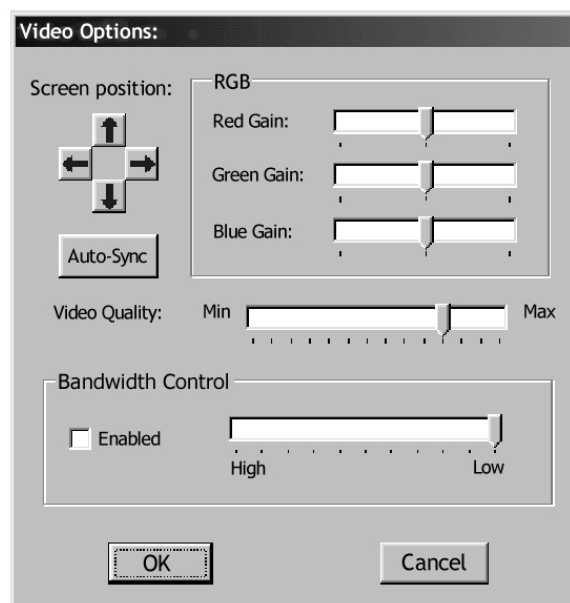 Video Options:
Screen position:
RGB
Red Gain:
Green Gain:
Blue Gain:
Auto-Sync
Video Quality:
Min
Max
Bandwidth Control
Enabled
High
Low
OK
Cancel